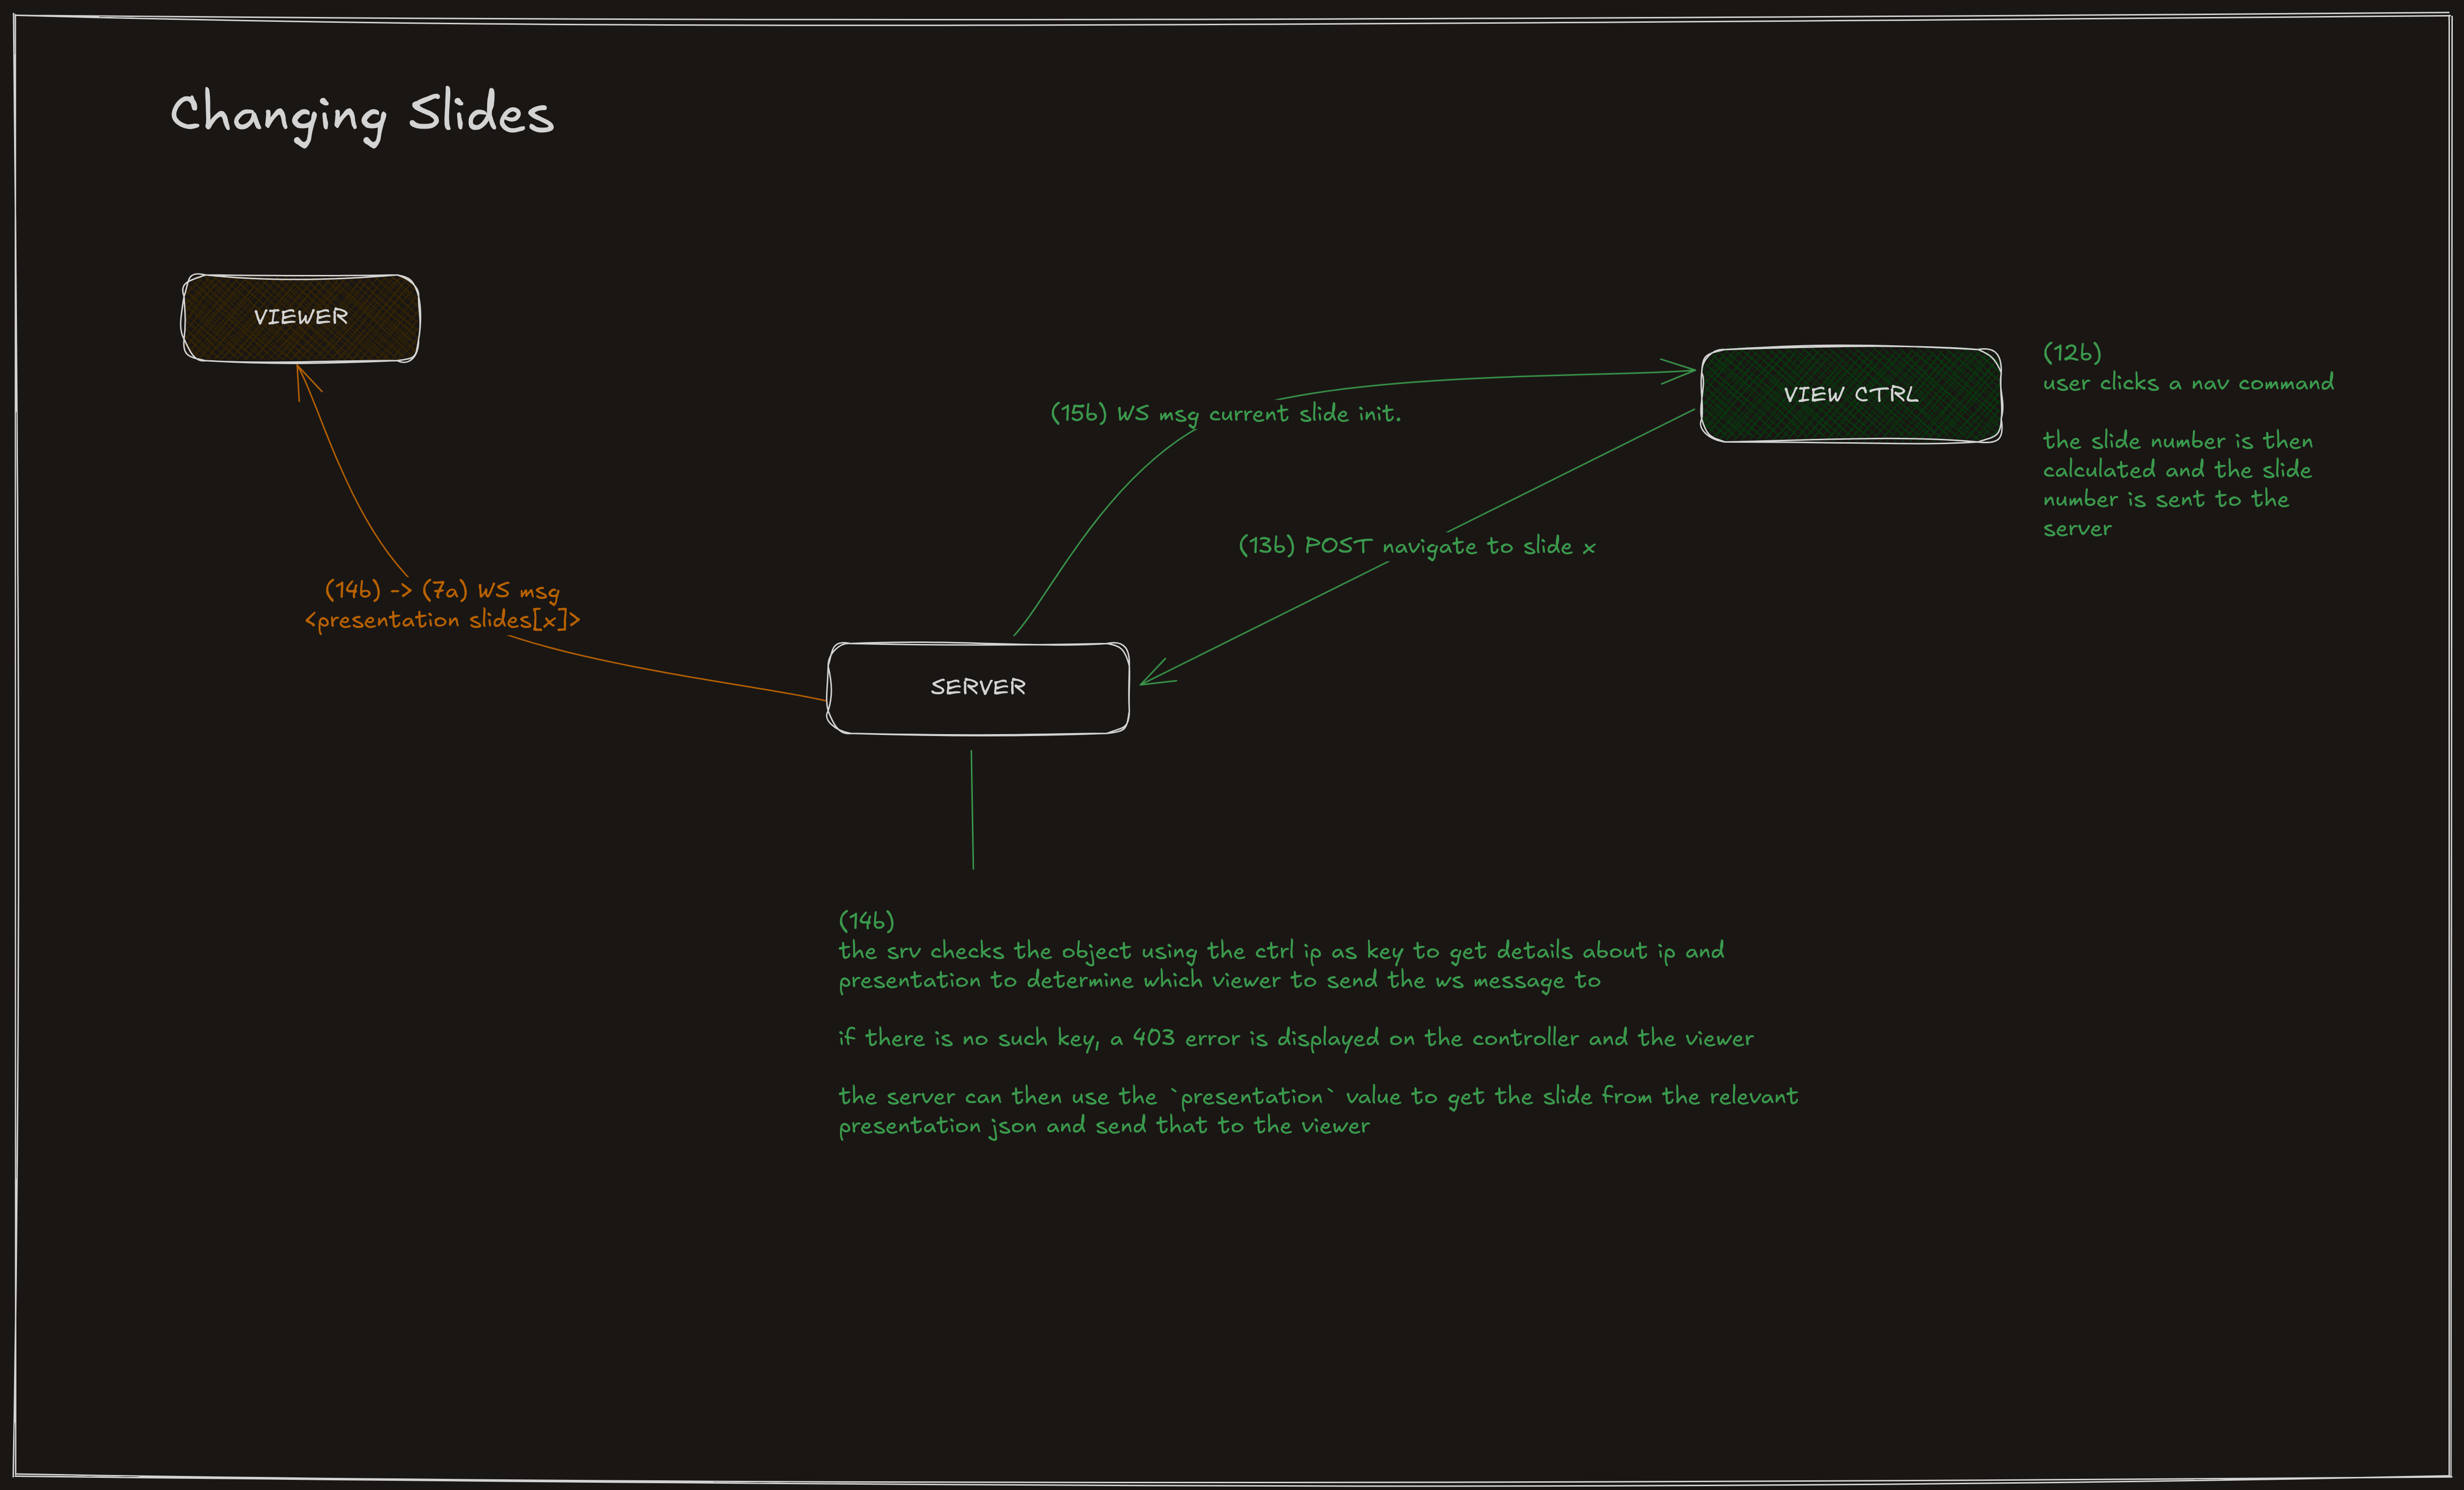 Changing Slides
VIEWER
(15b) WS msg current slide init.
VIEW CTRL
(12b)
user clicks a nav command
the slide number is then
calculated and the slide
number is sent to the
server
(13b) POST navigate to slide x
(14b) -> (7a) WS msg
<presentation slides[x]>
SERVER
(14b)
the srv checks the object using the ctrl ip as key to get details about ip and
presentation to determine which viewer to send the ws message to
if there is no such key, a 403 error is displayed on the controller and the viewer
the server can then use the `presentation` value to get the slide from the relevant
presentation json and send that to the viewer